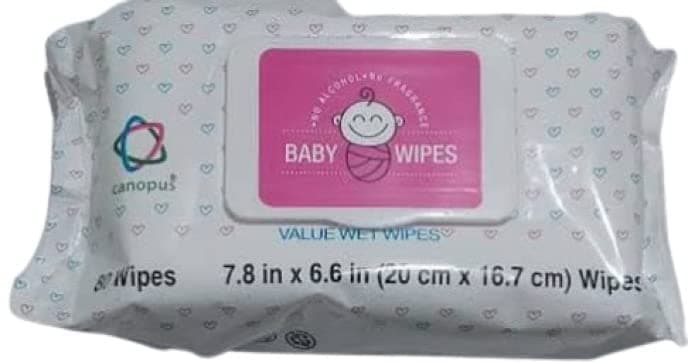 •NO ALCOHOL•No FRAGRANCE
BABY WIPES
canopus®
VALUE WET WIPES
80 Wipes 7.8 in x 6.6 in (20 cm x 16.7 cm) Wipes